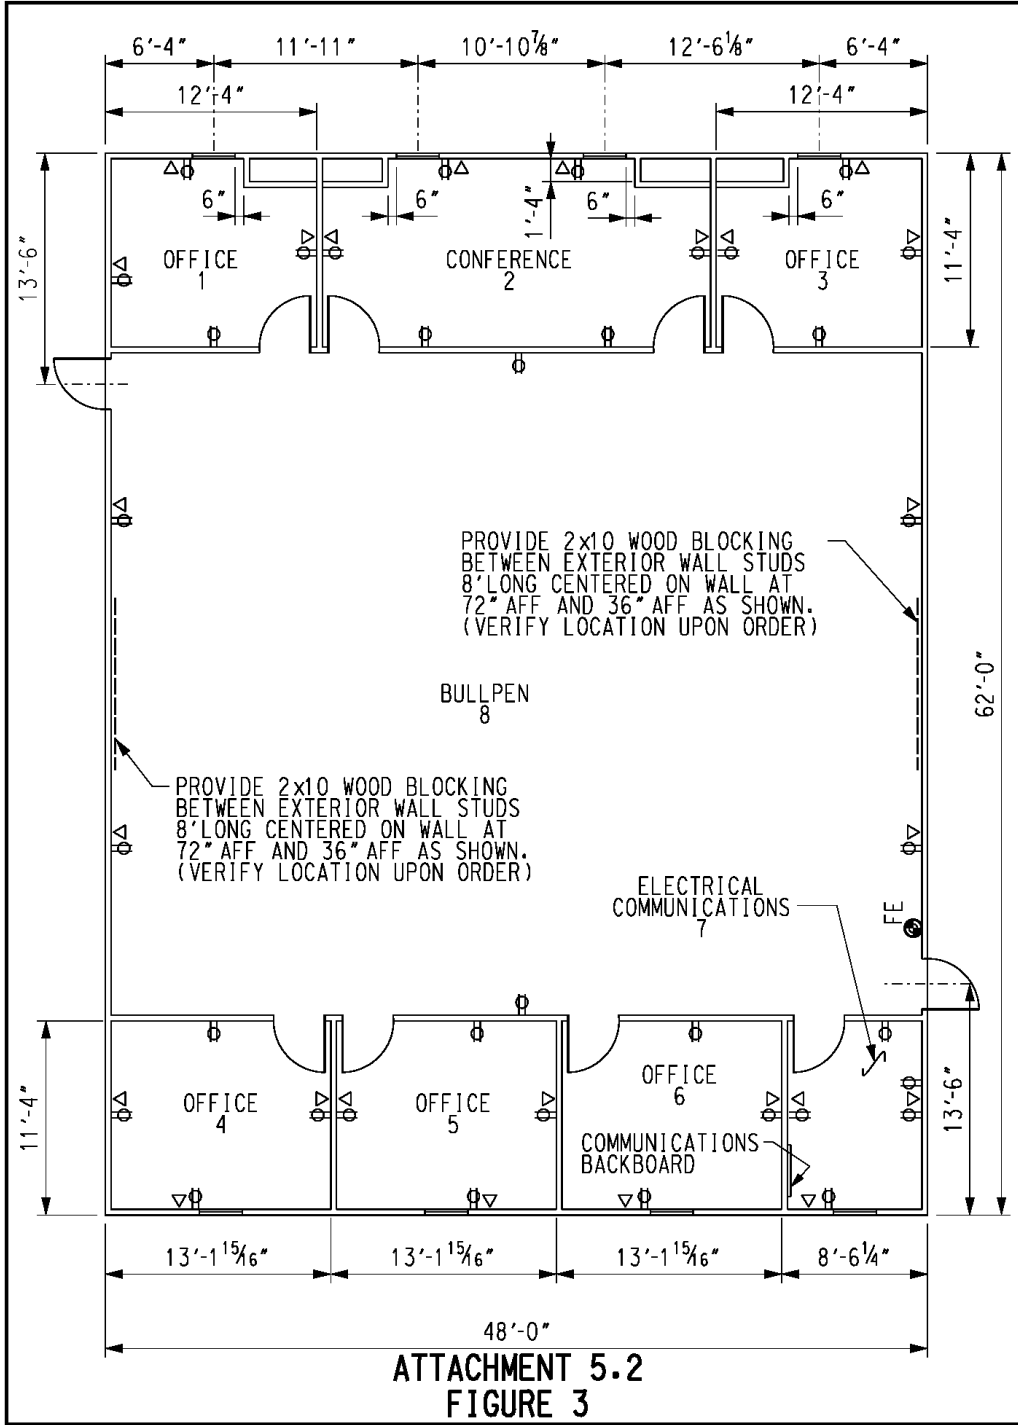 6'-4" 11'-11" 10'-10⅞" 12'-6⅛" 6'-4"
12'-4" 12'-4"
6" 6" 1'-4" 6" 6"
13'-6" 11'-4"
OFFICE
1
CONFERENCE
2
OFFICE
3
PROVIDE 2x10 WOOD BLOCKING
BETWEEN EXTERIOR WALL STUDS
8'LONG CENTERED ON WALL AT
72" AFF AND 36" AFF AS SHOWN.
(VERIFY LOCATION UPON ORDER)
62'-0"
BULLPEN
8
PROVIDE 2x10 WOOD BLOCKING
BETWEEN EXTERIOR WALL STUDS
8'LONG CENTERED ON WALL AT
72" AFF AND 36" AFF AS SHOWN.
(VERIFY LOCATION UPON ORDER)
ELECTRICAL
COMMUNICATIONS
7
FE
11'-4" 13'-6"
OFFICE
4
OFFICE
5
OFFICE
6
COMMUNICATIONS
BACKBOARD
13'-1 15/16" 13'-1 15/16" 13'-1 15/16" 8'-6¼"
48'-0"
ATTACHMENT 5.2
FIGURE 3